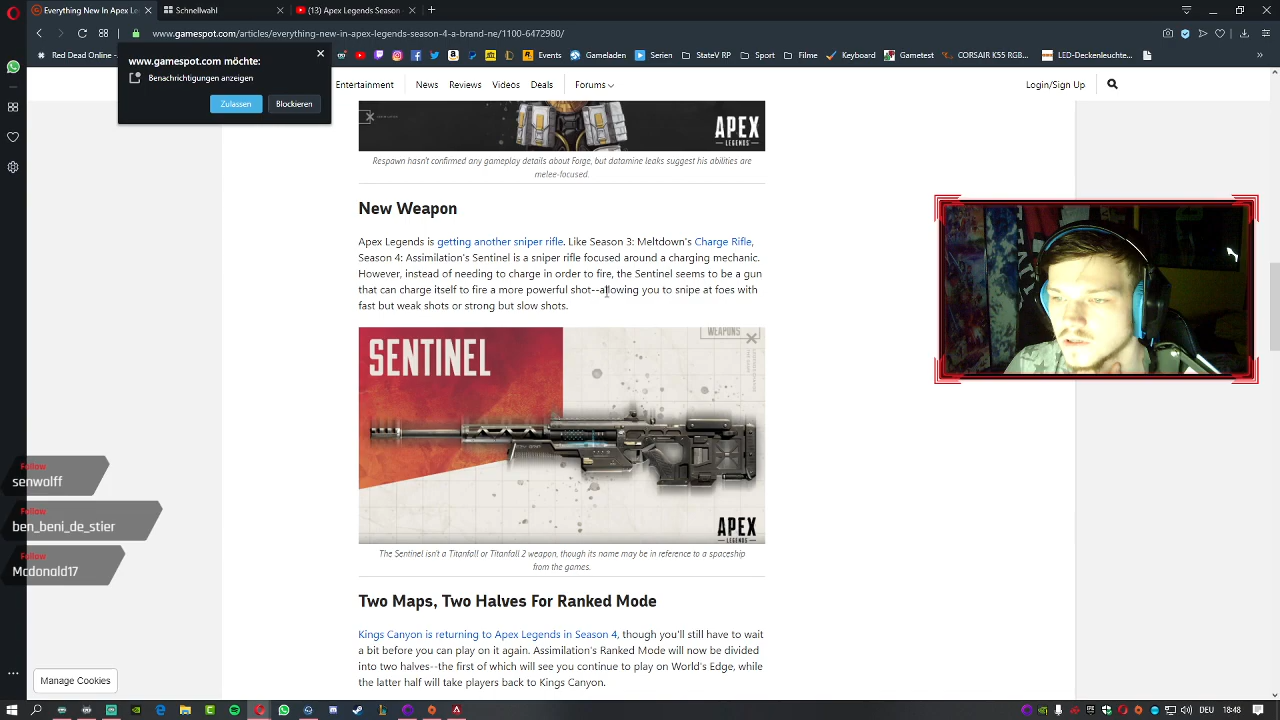 Everything New In Apex Le
Schnellwahl
(13) Apex Legends Season
www.gamespot.com/articles/everything-new-in-apex-legends-season-4-a-brand-ne/1100-6472980/
Red Dead Online
Events
Gameladen
Serien
StateV RP
Sport
Filme
Keyboard
Gametest
CORSAIR K55 RGB...
LED-Deckenleuchte...
www.gamespot.com möchte:
Benachrichtigungen anzeigen
Zulassen
Blockieren
Entertainment
News
Reviews
Videos
Deals
Forums
Login/Sign Up
APEX
LEGENDS
Respawn hasn't confirmed any gameplay details about Forge, but datamine leaks suggest his abilities are
melee-focused.
New Weapon
Apex Legends is getting another sniper rifle. Like Season 3: Meltdown's Charge Rifle,
Season 4: Assimilation's Sentinel is a sniper rifle focused around a charging mechanic.
However, instead of needing to charge in order to fire, the Sentinel seems to be a gun
that can charge itself to fire a more powerful shot--allowing you to snipe at foes with
fast but weak shots or strong but slow shots.
SENTINEL
WEAPONS
APEX
LEGENDS
The Sentinel isn't a Titanfall or Titanfall 2 weapon, though its name may be in reference to a spaceship
from the games.
Two Maps, Two Halves For Ranked Mode
Kings Canyon is returning to Apex Legends in Season 4, though you'll still have to wait
a bit before you can play on it again. Assimilation's Ranked Mode will now be divided
into two halves--the first of which will see you continue to play on World's Edge, while
the latter half will take players back to Kings Canyon.
Follow
senwolff
Follow
ben_beni_de_stier
Follow
Mcdonald17
Manage Cookies
DEU
18:48